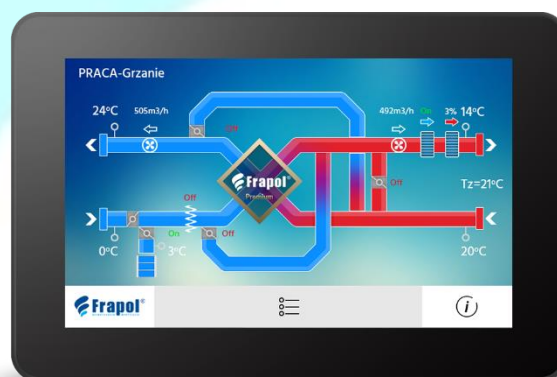 PRACA-Grzanie
24°C
505m3/h
492m3/h
On
3%
14°C
Off
Frapol®
Premium
Off
Tz=21°C
Off
On
Off
0°C
3°C
20°C
Frapol®
i